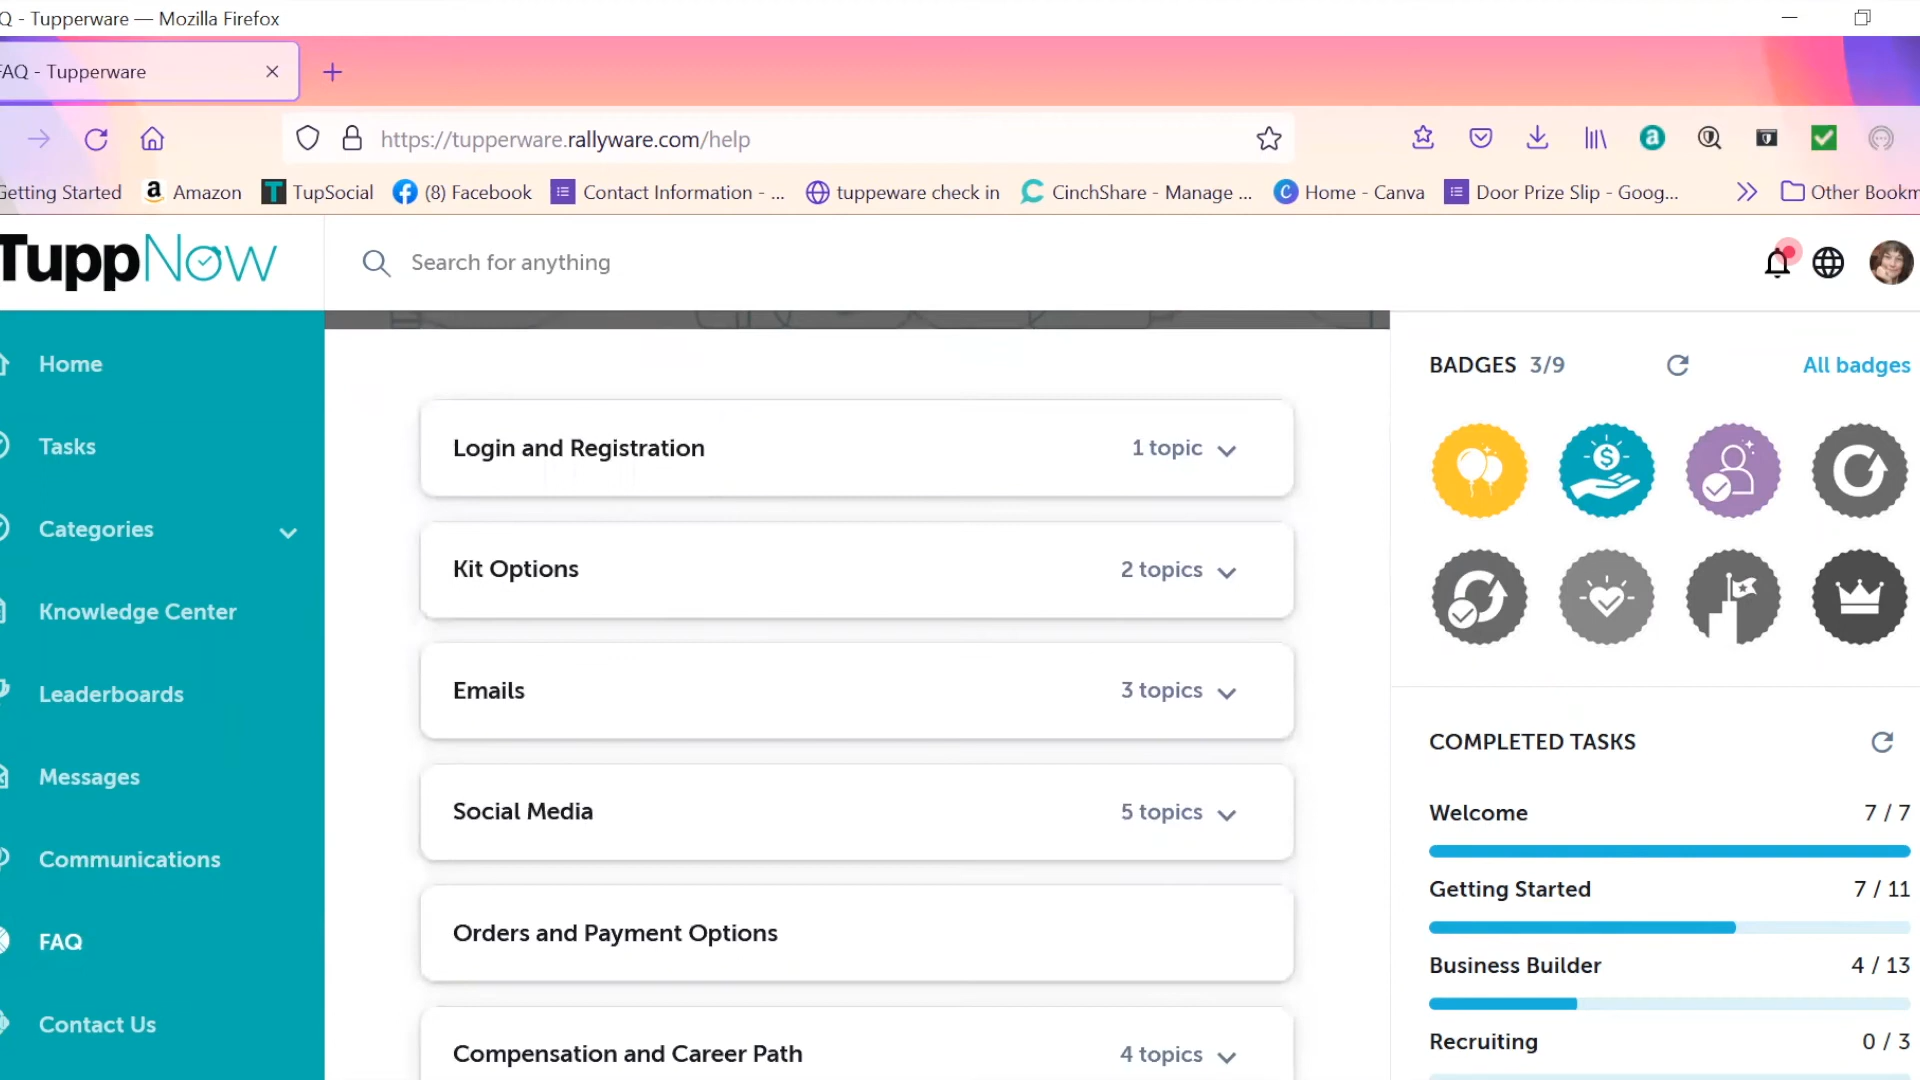 Q - Tupperware — Mozilla Firefox
FAQ - Tupperware
https://tupperware.rallyware.com/help
Getting Started
a Amazon
T TupSocial
(8) Facebook
Contact Information - ...
tuppeware check in
CinchShare - Manage ...
Home - Canva
Door Prize Slip - Goog...
Other Bookm
TuppNow
Search for anything
Home
Tasks
Categories
Knowledge Center
Leaderboards
Messages
Communications
FAQ
Contact Us
Login and Registration 1 topic
Kit Options 2 topics
Emails 3 topics
Social Media 5 topics
Orders and Payment Options
Compensation and Career Path 4 topics
BADGES 3/9 All badges
COMPLETED TASKS
Welcome 7 / 7
Getting Started 7 / 11
Business Builder 4 / 13
Recruiting 0 / 3